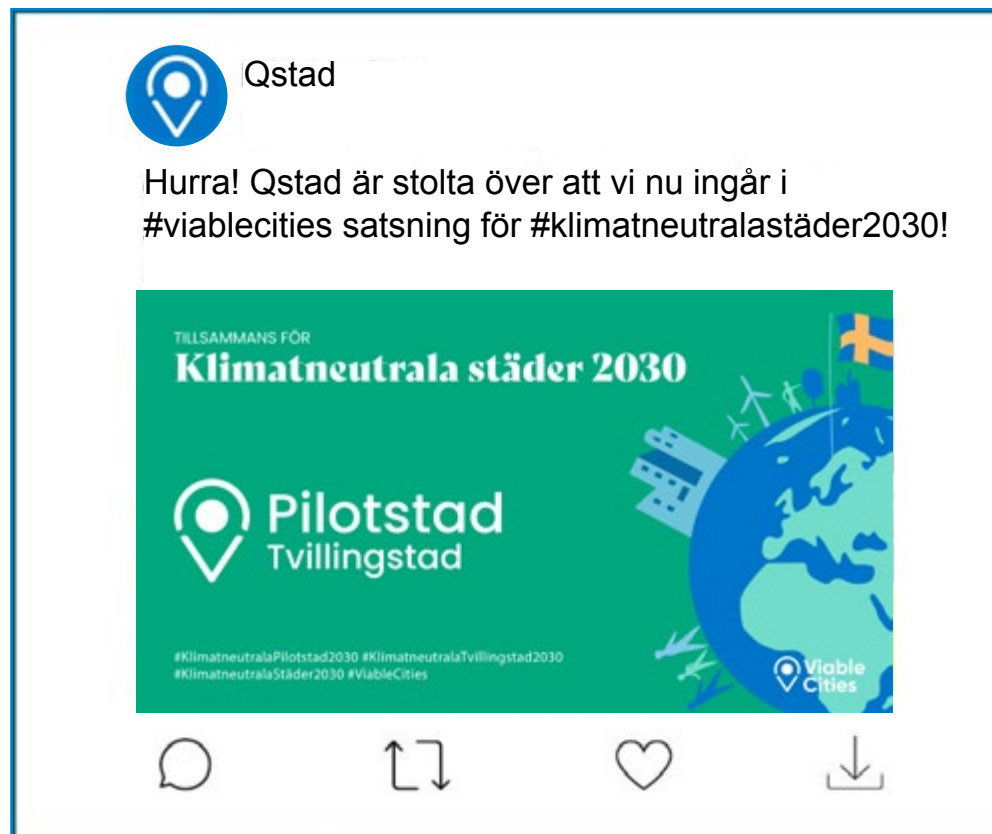 Qstad
Hurra! Qstad är stolta över att vi nu ingår i
#viablecities satsning för #klimatneutralastäder2030!
TILLSAMMANS FÖR
Klimatneutrala städer 2030
Pilotstad
Tvillingstad
#KlimatneutralaPilotstad2030 #KlimatneutralaTvillingstad2030
#KlimatneutralaStäder2030 #ViableCities
Viable
Cities